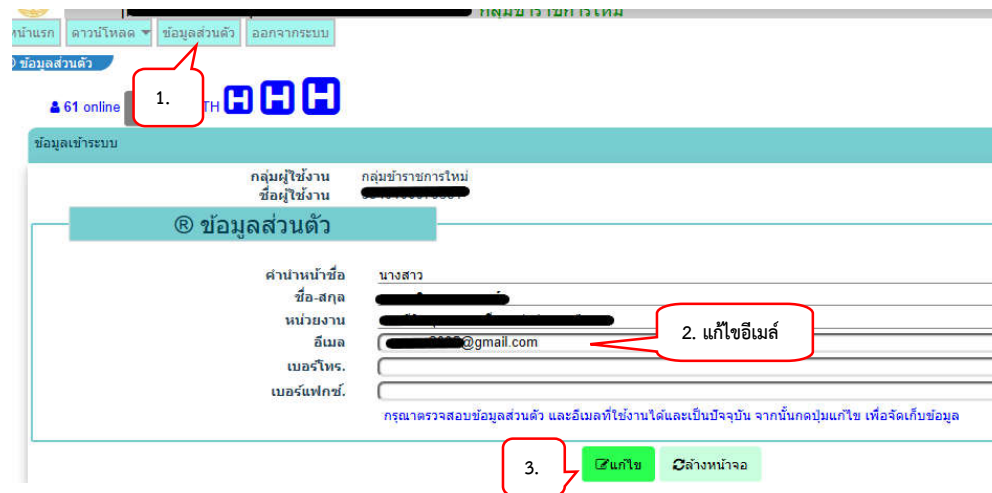 กลุ่มข้าราชการใหม่
หน้าแรก ดาวน์โหลด ข้อมูลส่วนตัว ออกจากระบบ
® ข้อมูลส่วนตัว
61 online TH H H H
1.
ข้อมูลเข้าระบบ
กลุ่มผู้ใช้งาน กลุ่มข้าราชการใหม่
ชื่อผู้ใช้งาน
® ข้อมูลส่วนตัว
คำนำหน้าชื่อ นางสาว
ชื่อ-สกุล
หน่วยงาน
อีเมล @gmail.com
2. แก้ไขอีเมล์
เบอร์โทร.
เบอร์แฟกซ์.
กรุณาตรวจสอบข้อมูลส่วนตัว และอีเมลที่ใช้งานได้และเป็นปัจจุบัน จากนั้นกดปุ่มแก้ไข เพื่อจัดเก็บข้อมูล
3. แก้ไข ล้างหน้าจอ